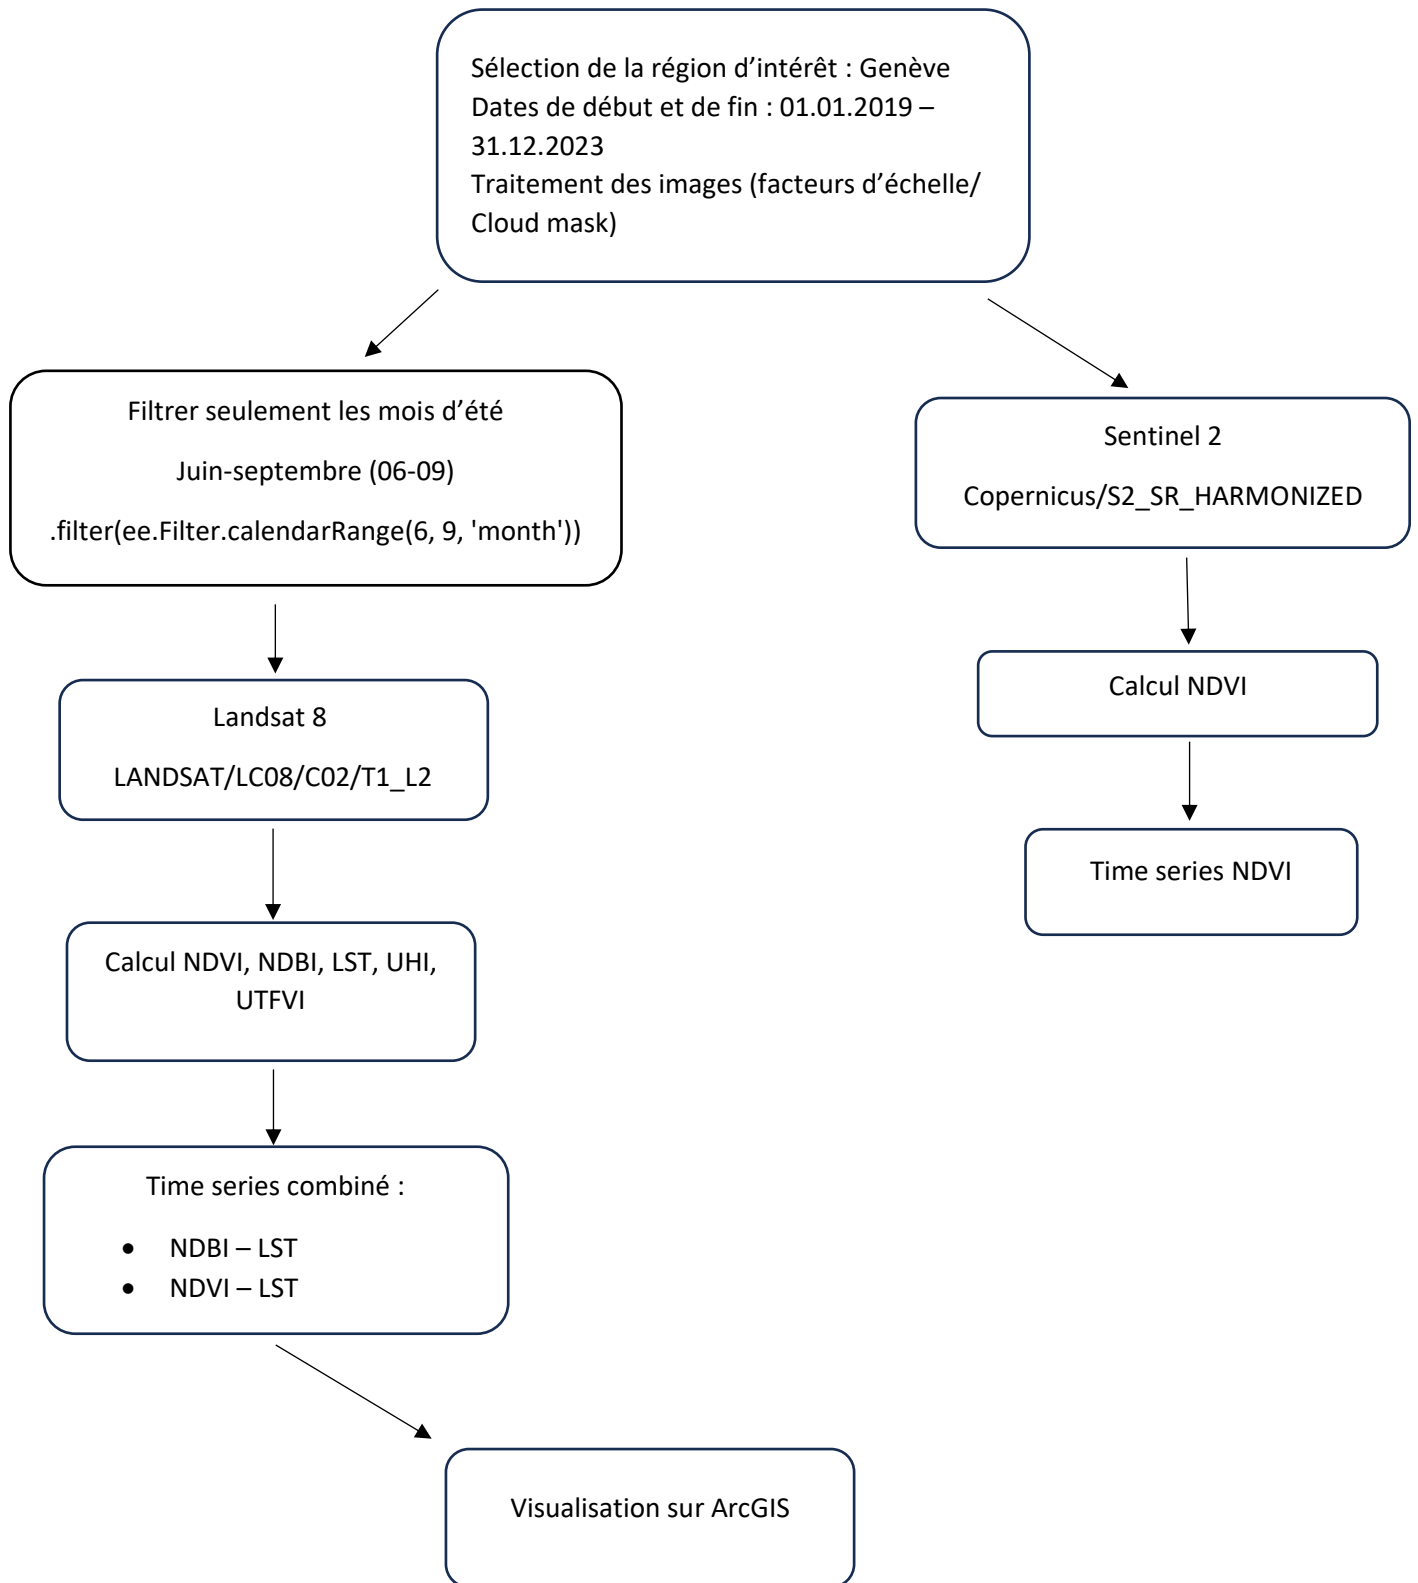 Sélection de la région d’intérêt : Genève
Dates de début et de fin : 01.01.2019 –
31.12.2023
Traitement des images (facteurs d’échelle/
Cloud mask)
Filtrer seulement les mois d’été
Juin-septembre (06-09)
.filter(ee.Filter.calendarRange(6, 9, 'month'))
Landsat 8
LANDSAT/LC08/C02/T1_L2
Calcul NDVI, NDBI, LST, UHI,
UTFVI
Time series combiné :
• NDBI – LST
• NDVI – LST
Visualisation sur ArcGIS
Sentinel 2
Copernicus/S2_SR_HARMONIZED
Calcul NDVI
Time series NDVI